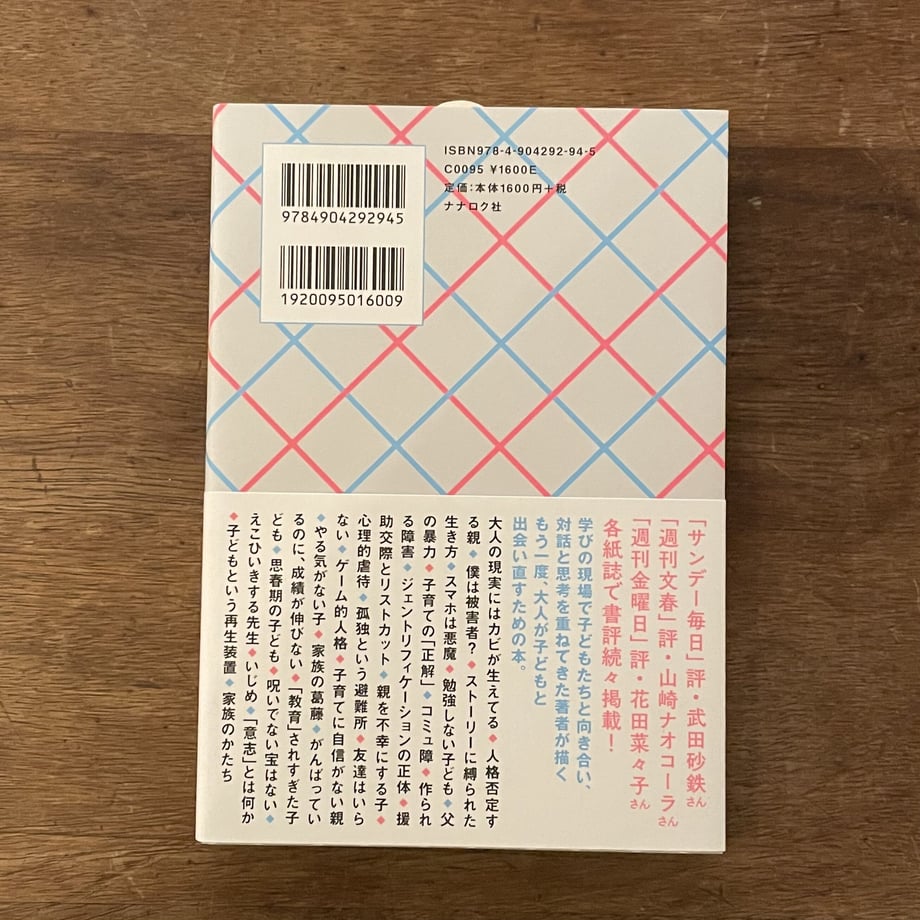 9784904292945
1920095016009
ISBN978-4-904292-94-5
C0095 ¥1600E
定価:本体1600円+税
ナナロク社
「サンデー毎日」評・武田砂鉄さん
「週刊文春」評・山崎ナオコーラさん
「週刊金曜日」評・花田菜々子さん
各紙誌で書評続々掲載!
学びの現場で子どもたちと向き合い、
対話と思考を重ねてきた著者が描く
もう一度、大人が子どもと
出会い直すための本。
大人の現実にはカビが生えてる◆人格否定す
る親◆僕は被害者?◆ストーリーに縛られた
生き方◆スマホは悪魔◆勉強しない子ども◆父
の暴力◆子育ての「正解」◆コミュ障◆作られ
る障害◆ジェントリフィケーションの正体◆援
助交際とリストカット◆親を不幸にする子◆
心理的虐待◆孤独という避難所◆友達はいら
ない◆ゲーム的人格◆子育てに自信がない親
◆やる気がない子◆家族の葛藤◆がんばってい
るのに、成績が伸びない◆「教育」されすぎた子
ども◆思春期の子ども◆呪いでない宝はない◆
えこひいきする先生◆いじめ◆「意志」とは何か
◆子どもという再生装置◆家族のかたち